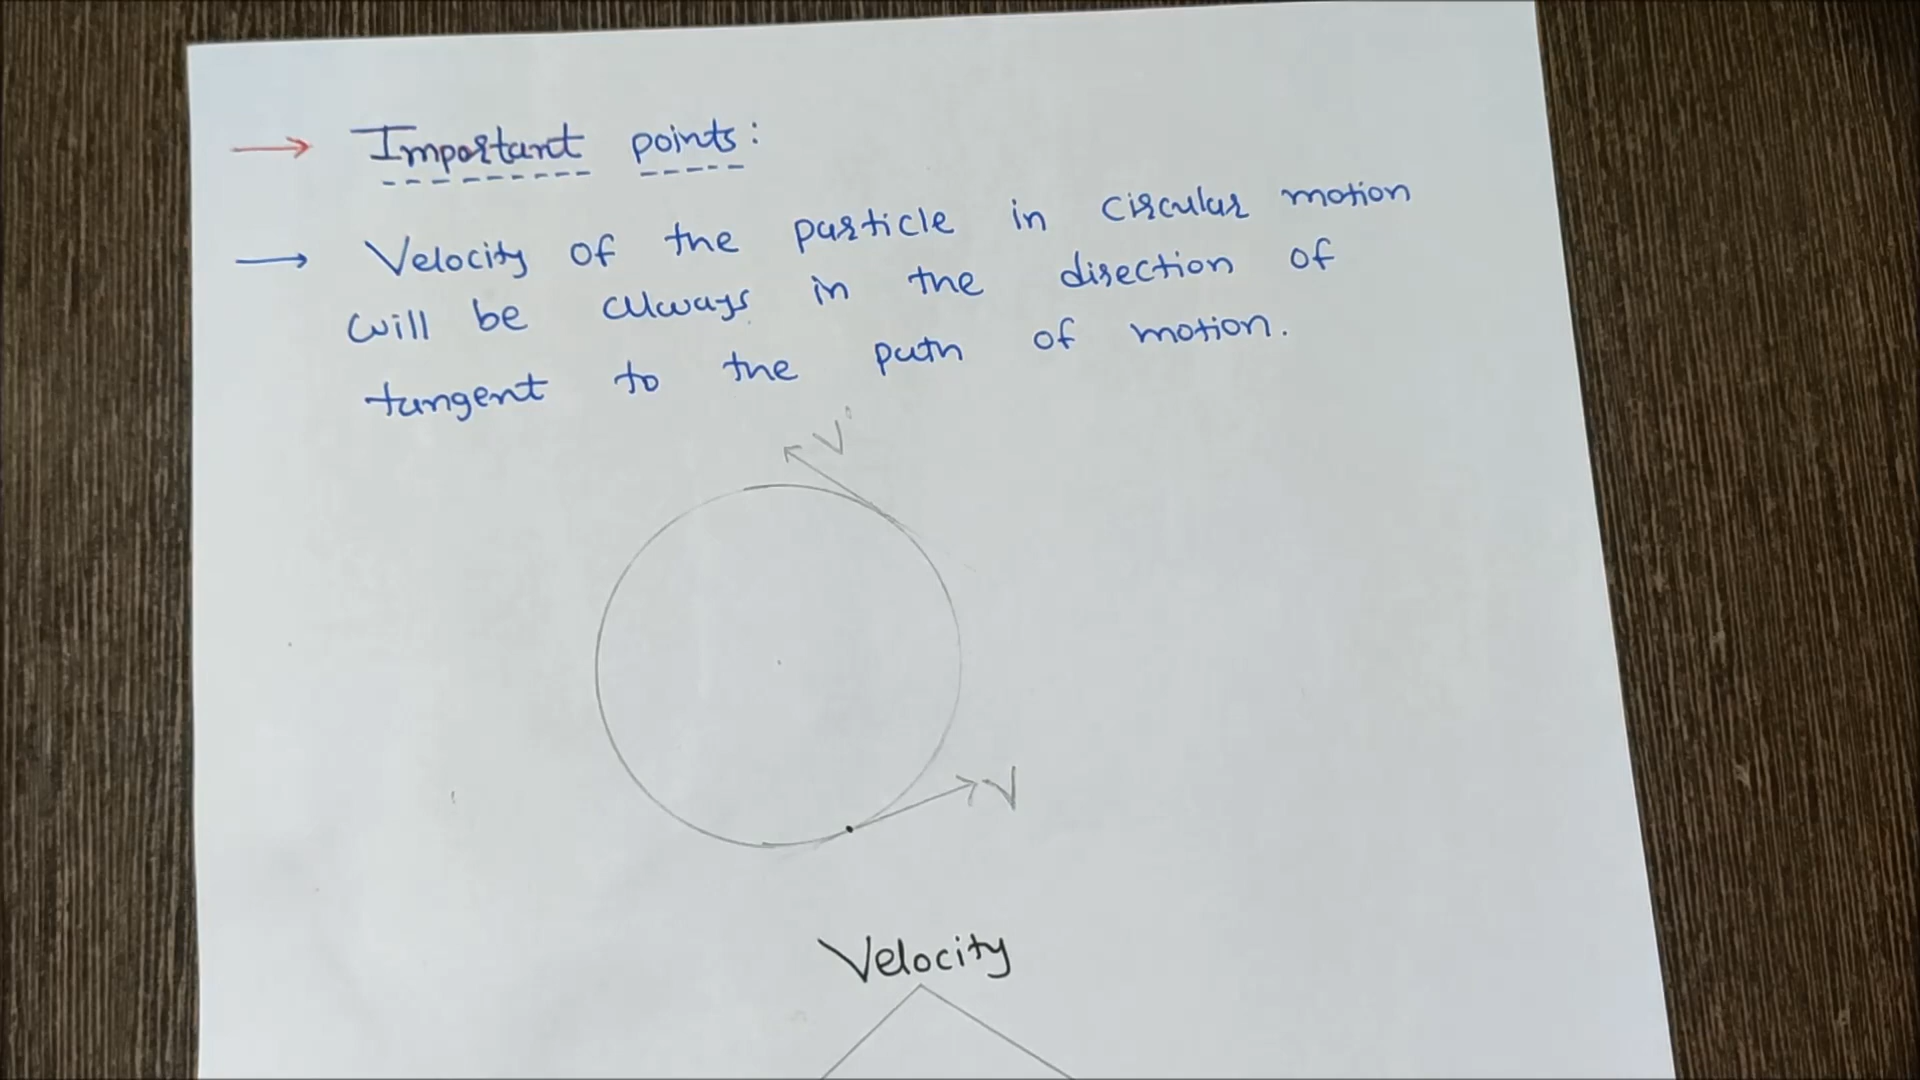 Important points:
Velocity of the particle in circular motion
will be always in the direction of
tangent to the path of motion.
V'
V
Velocity